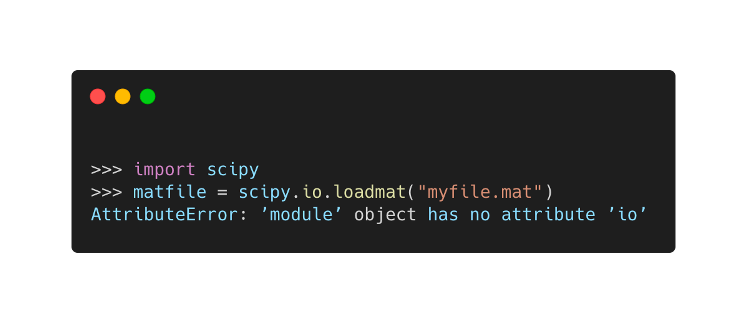 >>> import scipy
>>> matfile = scipy.io.loadmat("myfile.mat")
AttributeError: ’module’ object has no attribute ’io’